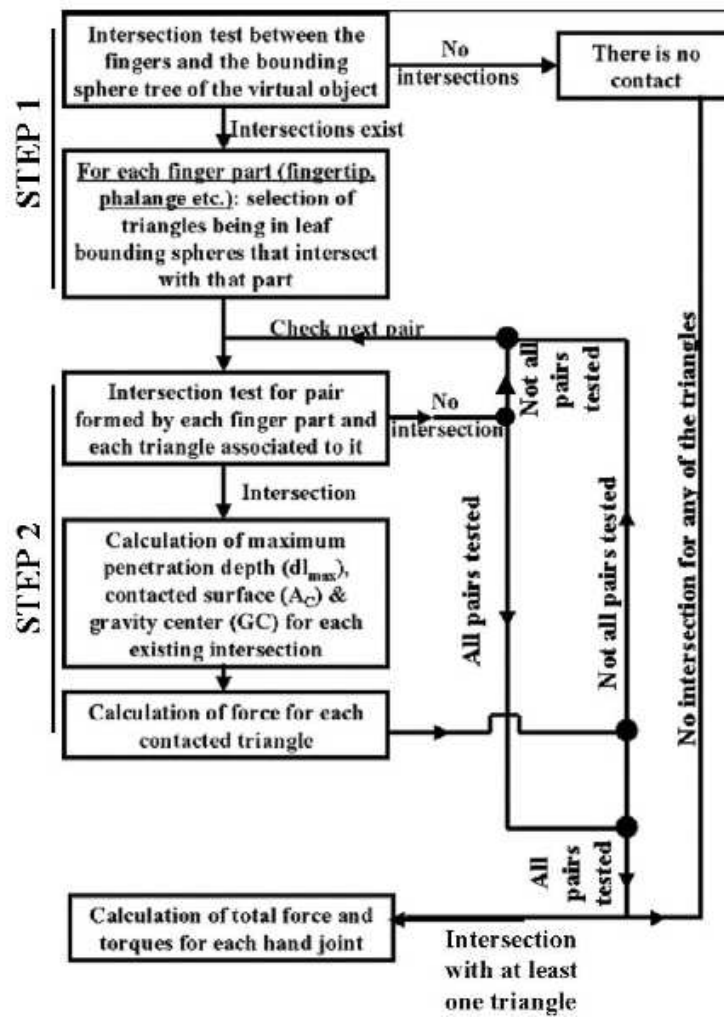 STEP 1
Intersection test between the
fingers and the bounding
sphere tree of the virtual object
No
intersections
There is no
contact
Intersections exist
For each finger part (fingertip,
phalange etc.): selection of
triangles being in leaf
bounding spheres that intersect
with that part
Check next pair
STEP 2
Intersection test for pair
formed by each finger part and
each triangle associated to it
No
intersection
Not all
pairs
tested
Intersection
Calculation of maximum
penetration depth (dl_max),
contacted surface (A_C) &
gravity center (GC) for each
existing intersection
All pairs tested
Not all pairs tested
No intersection for any of the triangles
Calculation of force for each
contacted triangle
All
pairs
tested
Calculation of total force and
torques for each hand joint
Intersection
with at least
one triangle